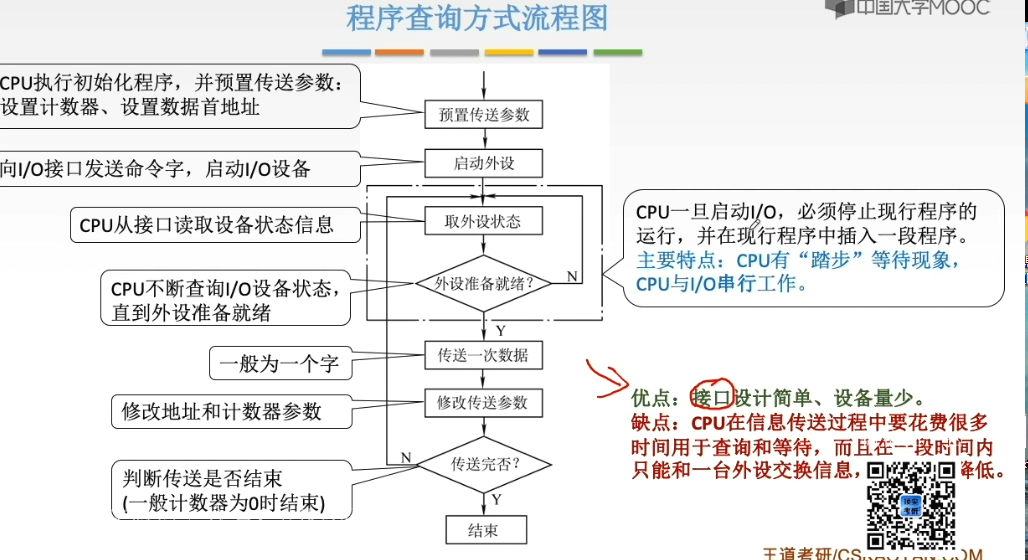 程序查询方式流程图
中国大学MOOC
CPU执行初始化程序，并预置传送参数：
设置计数器、设置数据首地址
预置传送参数
向I/O接口发送命令字，启动I/O设备
启动外设
CPU从接口读取设备状态信息
取外设状态
CPU不断查询I/O设备状态，
直到外设准备就绪
外设准备就绪？
N
Y
CPU一旦启动I/O，必须停止现行程序的
运行，并在现行程序中插入一段程序。
主要特点：CPU有“踏步”等待现象，
CPU与I/O串行工作。
一般为一个字
传送一次数据
修改地址和计数器参数
修改传送参数
判断传送是否结束
(一般计数器为0时结束)
N
传送完否？
Y
结束
优点：接口设计简单、设备量少。
缺点：CPU在信息传送过程中要花费很多
时间用于查询和等待，而且在一段时间内
只能和一台外设交换信息，降低。
王道考研/CSKAOYAN.COM